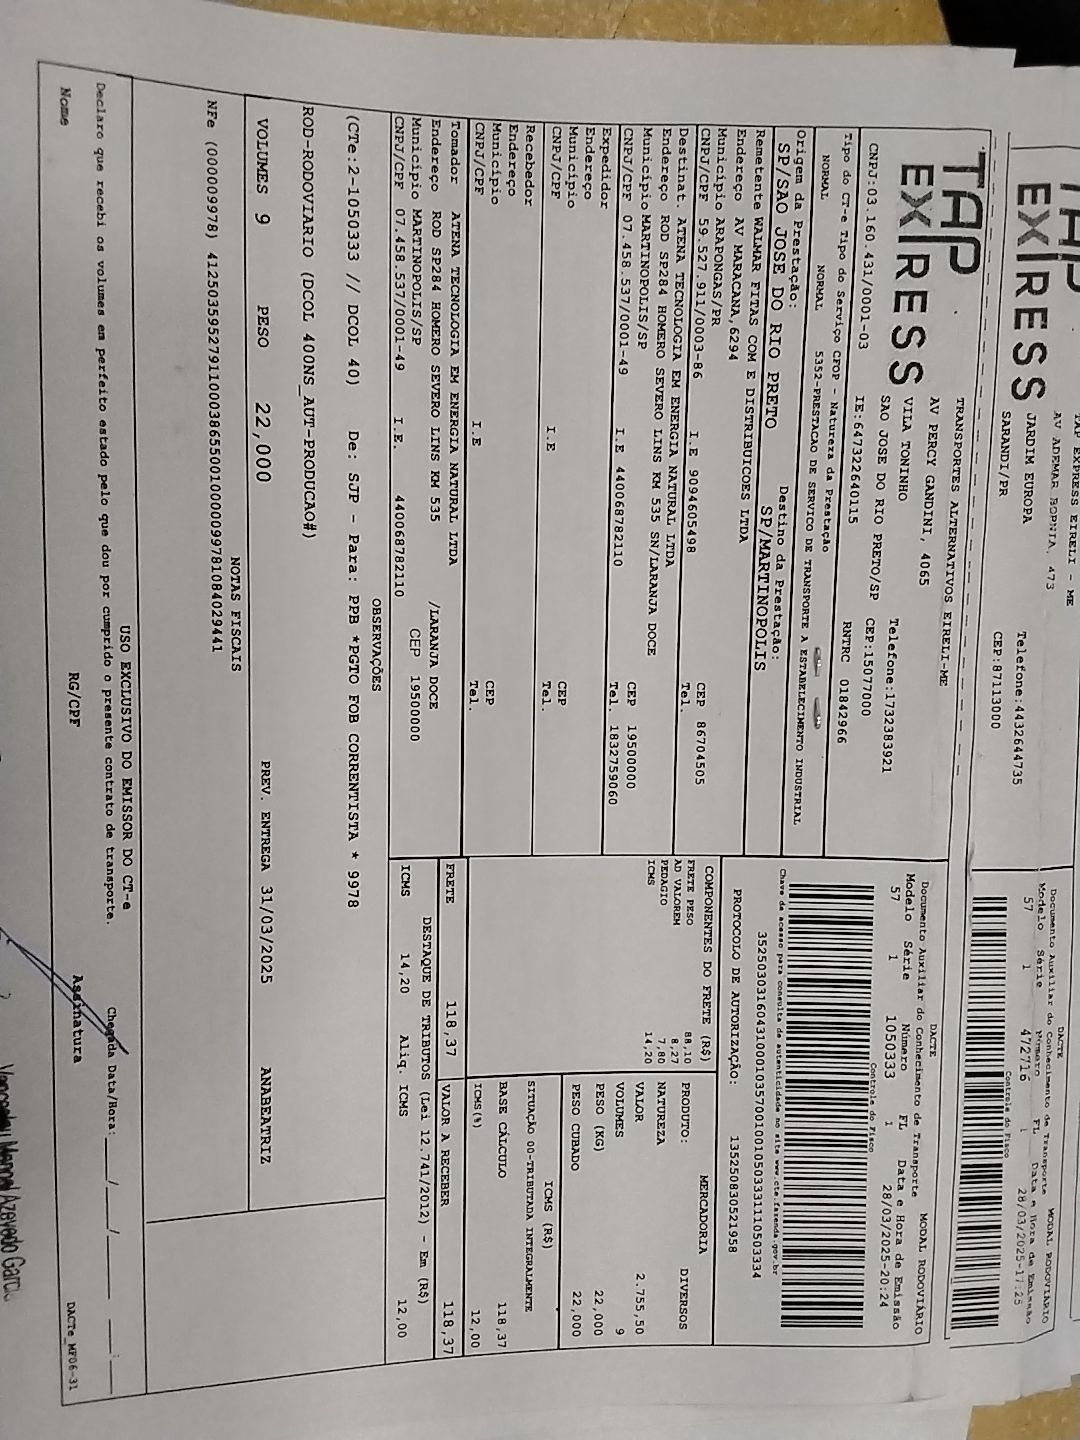 TAP EXPRESS EIRELI - ME
AV ADEMAR BORNIA, 473
JARDIM EUROPA
SARANDI/PR
Telefone:4432644735
CEP:87113000
TAP
EXPRESS
DACTE MODAL RODOVIÁRIO
Documento Auxiliar do Conhecimento de Transporte
Modelo Série Número FL Data e Hora de Emissão
57 1 472716 1 28/03/2025-17:25
Controle do Fisco
TAP
EXPRESS
TRANSPORTES ALTERNATIVOS EIRELI-ME
AV PERCY GANDINI, 4065
VILA TONINHO
SAO JOSE DO RIO PRETO/SP
Telefone:1732383921
CEP:15077000
CNPJ:03.160.431/0001-03 IE:647322640115 RNTRC 01842966
DACTE MODAL RODOVIÁRIO
Documento Auxiliar do Conhecimento de Transporte
Modelo Série Número FL Data e Hora de Emissão
57 1 1050333 1 28/03/2025-20:24
Controle do Fisco
Tipo do CT-e Tipo do Serviço CFOP - Natureza da Prestação
NORMAL NORMAL 5352-PRESTACAO DE SERVICO DE TRANSPORTE A ESTABELECIMENTO INDUSTRIAL
Chave de acesso para consulta de autenticidade no site www.cte.fazenda.gov.br
35250303160431000103570010010503331110503334
PROTOCOLO DE AUTORIZAÇÃO: 135250830521958
Origem da Prestação: Destino da Prestação:
SP/SAO JOSE DO RIO PRETO SP/MARTINOPOLIS
Remetente WALMAR FITAS COM E DISTRIBUICOES LTDA
Endereço AV MARACANA,6294
Município ARAPONGAS/PR CEP 86704505
CNPJ/CPF 59.527.911/0003-86 I.E 9094605498 Tel.
Destinat. ATENA TECNOLOGIA EM ENERGIA NATURAL LTDA
Endereço ROD SP284 HOMERO SEVERO LINS KM 535 SN/LARANJA DOCE
Município MARTINOPOLIS/SP CEP 19500000
CNPJ/CPF 07.458.537/0001-49 I.E 440068782110 Tel. 1832759060
Expedidor
Endereço
Município CEP
CNPJ/CPF I.E Tel.
Recebedor
Endereço
Município CEP
CNPJ/CPF I.E Tel.
Tomador ATENA TECNOLOGIA EM ENERGIA NATURAL LTDA
Endereço ROD SP284 HOMERO SEVERO LINS KM 535 /LARANJA DOCE
Município MARTINOPOLIS/SP CEP 19500000
CNPJ/CPF 07.458.537/0001-49 I.E. 440068782110
COMPONENTES DO FRETE (R$)
FRETE PESO 88,10
AD VALOREM 8,27
PEDAGIO 7,80
ICMS 14,20
MERCADORIA
PRODUTO: DIVERSOS
NATUREZA
VALOR 2.755,50
VOLUMES 9
PESO (KG) 22,000
PESO CUBADO 22,000
ICMS (R$)
SITUAÇÃO 00-TRIBUTADA INTEGRALMENTE
BASE CÁLCULO 118,37
ICMS(%) 12,00
FRETE 118,37 VALOR A RECEBER 118,37
DESTAQUE DE TRIBUTOS (Lei 12.741/2012) - Em (R$)
ICMS 14,20 Aliq. ICMS 12,00
OBSERVAÇÕES
(CTe:2-1050333 // DCOL 40) De: SJP - Para: PPB *PGTO FOB CORRENTISTA * 9978
ROD-RODOVIARIO (DCOL 400NS_AUT-PRODUCAO#)
VOLUMES 9 PESO 22,000 PREV. ENTREGA 31/03/2025 ANABEATRIZ
NOTAS FISCAIS
NFe (000009978) 41250359527911000386550010000099781084029441
USO EXCLUSIVO DO EMISSOR DO CT-e
Declaro que recebi os volumes em perfeito estado pelo que dou por cumprido o presente contrato de transporte. Chegada Data/Hora: ____/____/____ ____:____
Nome RG/CPF Assinatura DACTe_MF06-31
Manoel Azevedo Garcia